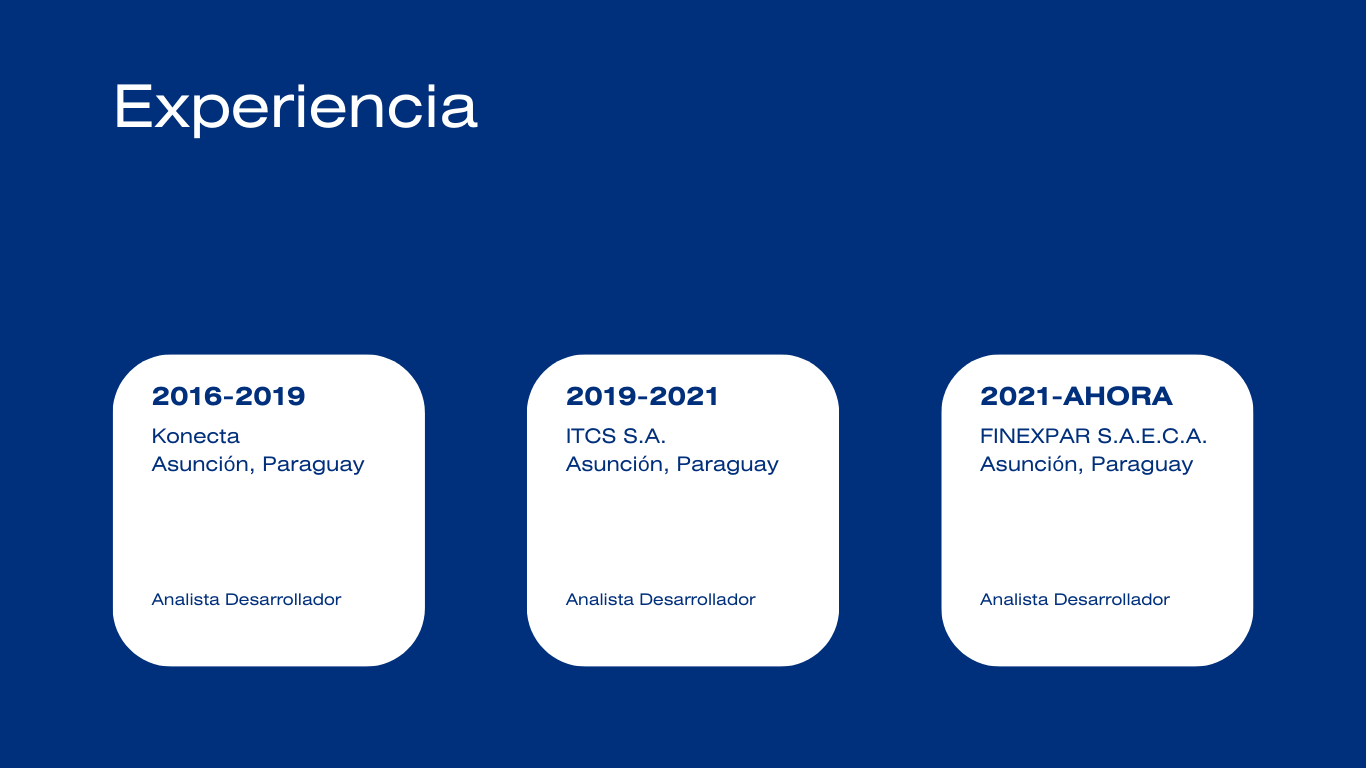 Experiencia
2016-2019
Konecta
Asunción, Paraguay
Analista Desarrollador
2019-2021
ITCS S.A.
Asunción, Paraguay
Analista Desarrollador
2021-AHORA
FINEXPAR S.A.E.C.A.
Asunción, Paraguay
Analista Desarrollador